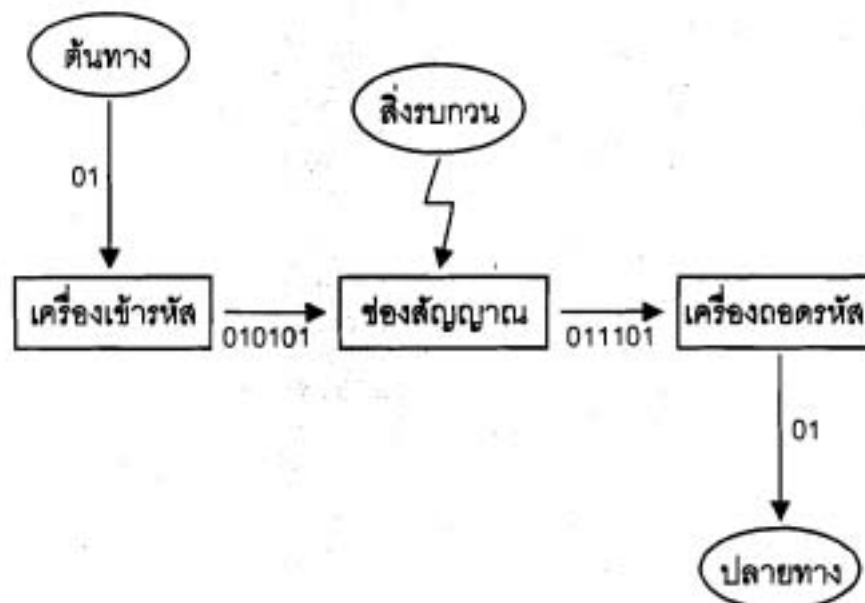 ต้นทาง
สิ่งรบกวน
01
เครื่องเข้ารหัส
010101
ช่องสัญญาณ
011101
เครื่องถอดรหัส
01
ปลายทาง